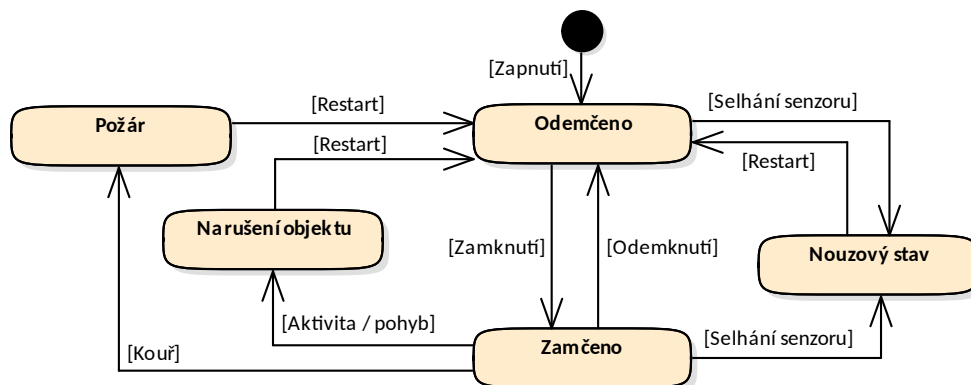 [Zapnutí]
[Selhání senzoru]
[Restart]
Požár
Odemčeno
[Restart]
[Restart]
Narušení objektu
[Zamknutí]
[Odemknutí]
Nouzový stav
[Aktivita / pohyb]
[Selhání senzoru]
[Kouř]
Zamčeno